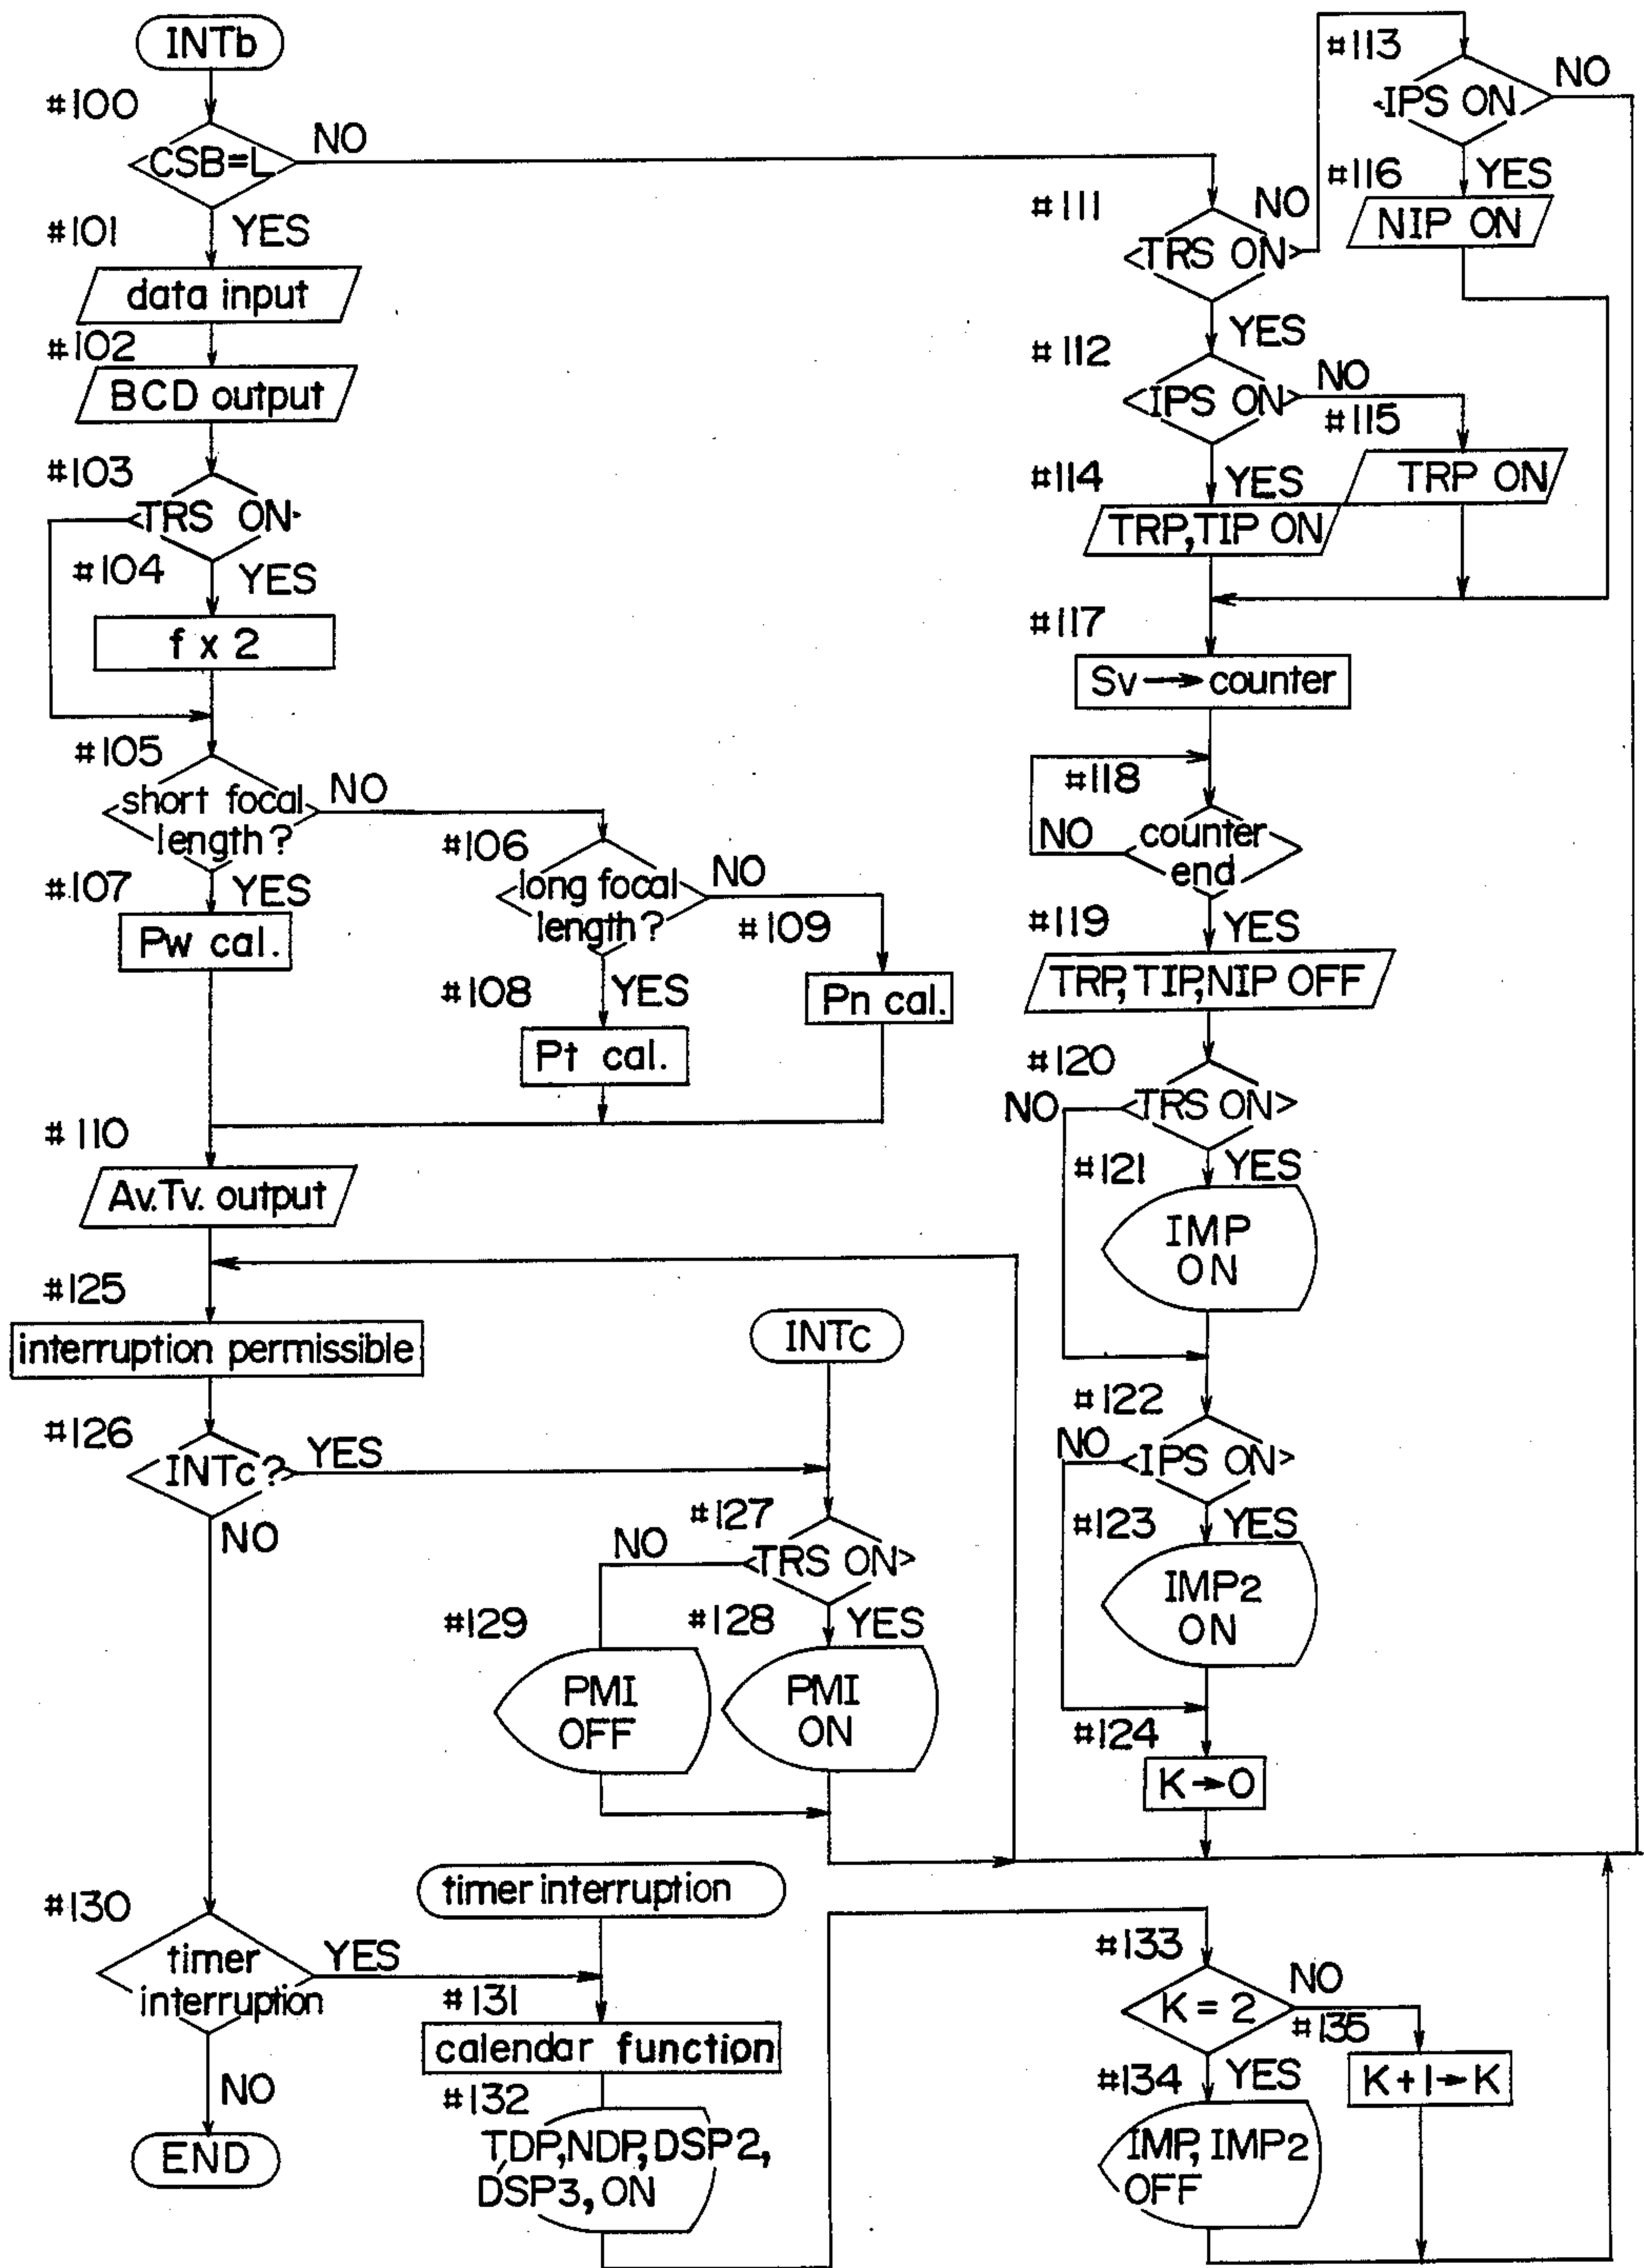 INTb
#100
CSB=L
NO
#101
YES
data input
#102
BCD output
#103
TRS ON
#104
YES
f x 2
#105
short focal
length?
NO
#107
YES
Pw cal.
#106
long focal
length?
NO
#109
#108
YES
Pt cal.
Pn cal.
#110
Av.Tv. output
#125
interruption permissible
#126
INTc?
YES
NO
INTc
#127
NO
TRS ON
#129
#128
YES
PMI
OFF
PMI
ON
#130
timer
interruption
YES
NO
END
timer interruption
#131
calendar function
#132
TDP,NDP,DSP2,
DSP3,ON
#111
NO
TRS ON
YES
#113
IPS ON
NO
#116
YES
NIP ON
#112
IPS ON
NO
#115
TRP ON
#114
YES
TRP,TIP ON
#117
Sv→counter
#118
NO
counter
end
#119
YES
TRP,TIP,NIP OFF
#120
NO
TRS ON
#121
YES
IMP
ON
#122
NO
IPS ON
#123
YES
IMP2
ON
#124
K→O
#133
K=2
NO
#135
K+1→K
#134
YES
IMP,IMP2
OFF